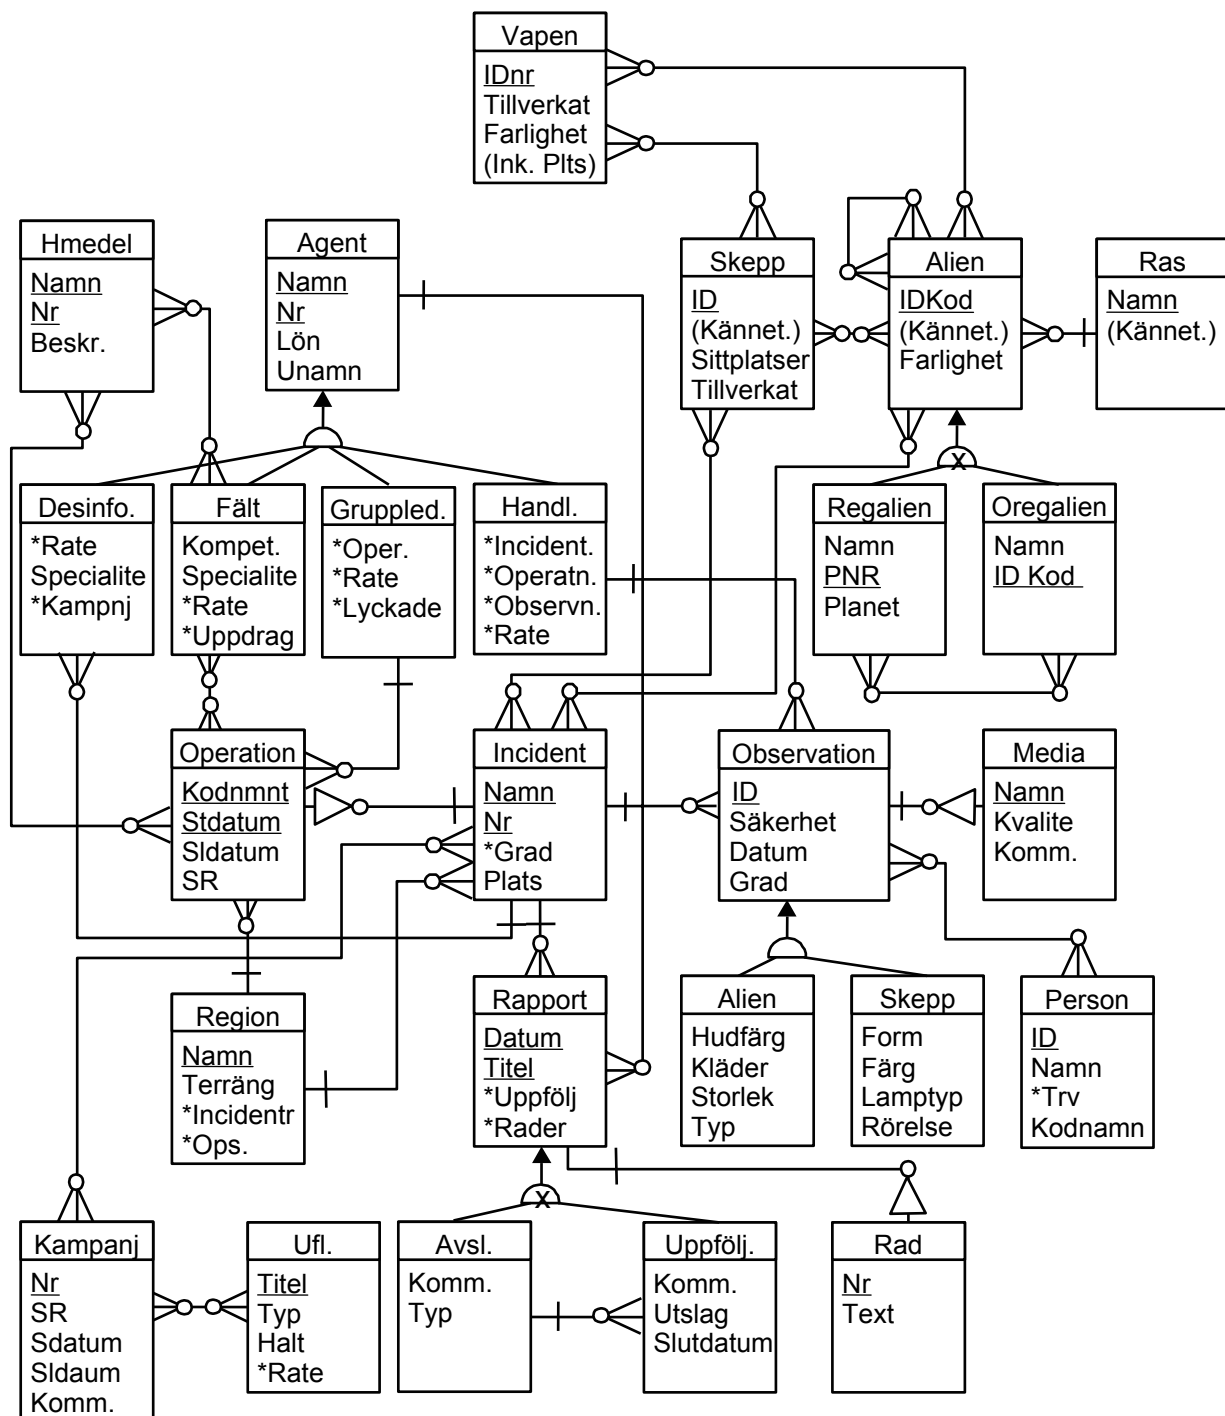 Vapen
IDnr
Tillverkat
Farlighet
(Ink. Plts)
Hmedel
Namn
Nr
Beskr.
Agent
Namn
Nr
Lön
Unamn
Skepp
ID
(Kännet.)
Sittplatser
Tillverkat
Alien
IDKod
(Kännet.)
Farlighet
Ras
Namn
(Kännet.)
X
Desinfo.
*Rate
Specialite
*Kampnj
Fält
Kompet.
Specialite
*Rate
*Uppdrag
Gruppled.
*Oper.
*Rate
*Lyckade
Handl.
*Incident.
*Operatn.
*Observn.
*Rate
Regalien
Namn
PNR
Planet
Oregalien
Namn
ID Kod
Operation
Kodnmnt
Stdatum
Sldatum
SR
Incident
Namn
Nr
*Grad
Plats
Observation
ID
Säkerhet
Datum
Grad
Media
Namn
Kvalite
Komm.
Region
Namn
Terräng
*Incidentr
*Ops.
Rapport
Datum
Titel
*Uppfölj
*Rader
Alien
Hudfärg
Kläder
Storlek
Typ
Skepp
Form
Färg
Lamptyp
Rörelse
Person
ID
Namn
*Trv
Kodnamn
X
Kampanj
Nr
SR
Sdatum
Sldaum
Komm.
Ufl.
Titel
Typ
Halt
*Rate
Avsl.
Komm.
Typ
Uppfölj.
Komm.
Utslag
Slutdatum
Rad
Nr
Text